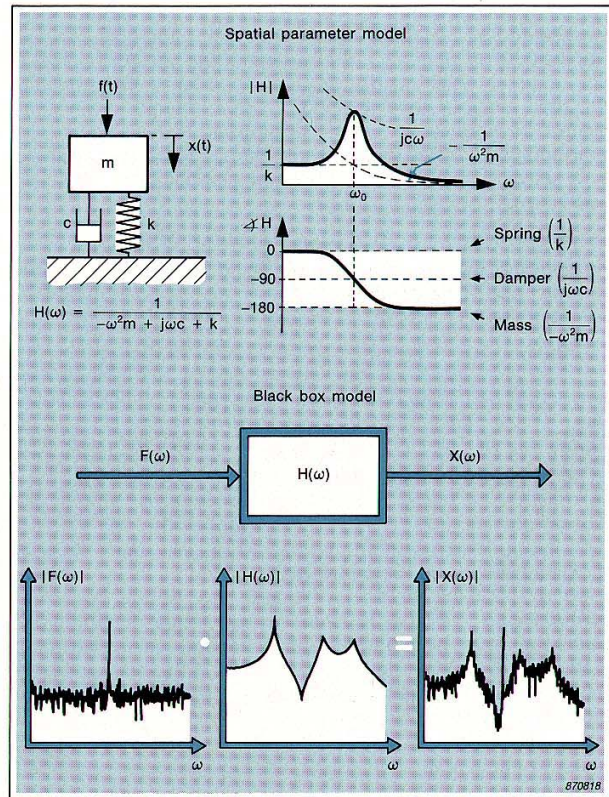 Spatial parameter model
f(t)
x(t)
m
c
k
H(ω) = 1 / (-ω²m + jωc + k)
|H|
1/k
1/jcω
- 1/ω²m
ω₀
ω
∡ H
0
-90
-180
Spring (1/k)
Damper (1/jωc)
Mass (1/-ω²m)
Black box model
F(ω)
H(ω)
X(ω)
|F(ω)|
|H(ω)|
|X(ω)|
•
=
ω
ω
ω
870818